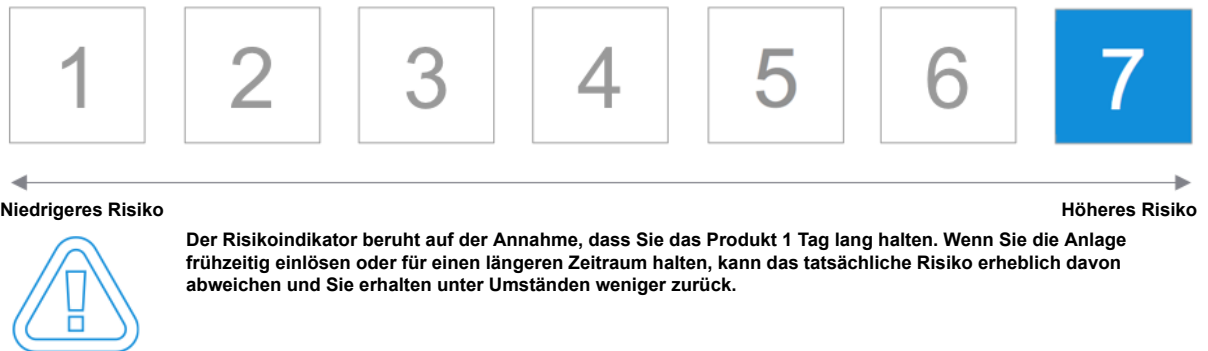 1 2 3 4 5 6 7
Niedrigeres Risiko Höheres Risiko
Der Risikoindikator beruht auf der Annahme, dass Sie das Produkt 1 Tag lang halten. Wenn Sie die Anlage
frühzeitig einlösen oder für einen längeren Zeitraum halten, kann das tatsächliche Risiko erheblich davon
abweichen und Sie erhalten unter Umständen weniger zurück.